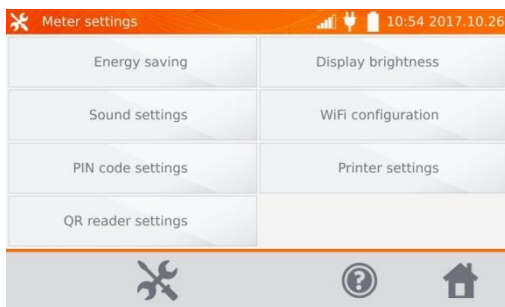 Meter settings 10:54 2017.10.26
Energy saving Display brightness
Sound settings WiFi configuration
PIN code settings Printer settings
QR reader settings